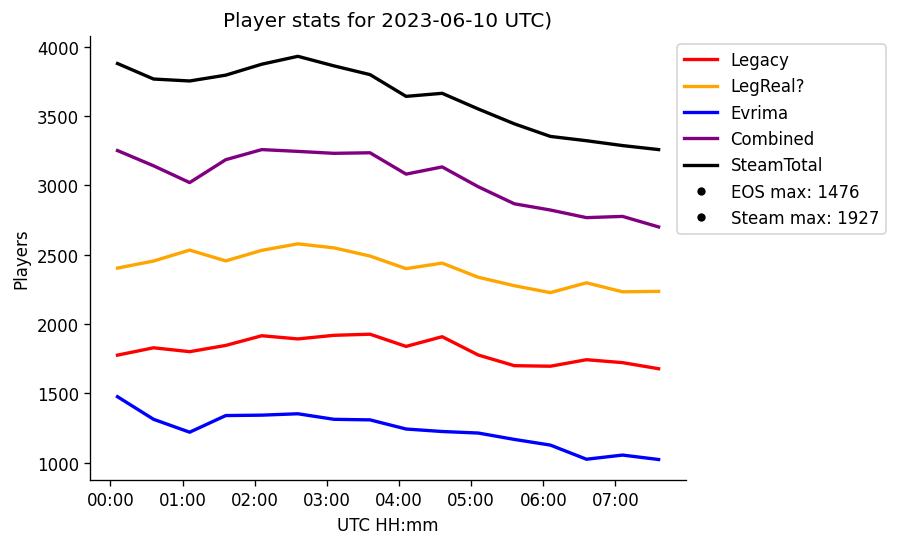 Player stats for 2023-06-10 UTC)
4000
3500
3000
2500
2000
1500
1000
Players
00:00 01:00 02:00 03:00 04:00 05:00 06:00 07:00
UTC HH:mm
Legacy
LegReal?
Evrima
Combined
SteamTotal
EOS max: 1476
Steam max: 1927